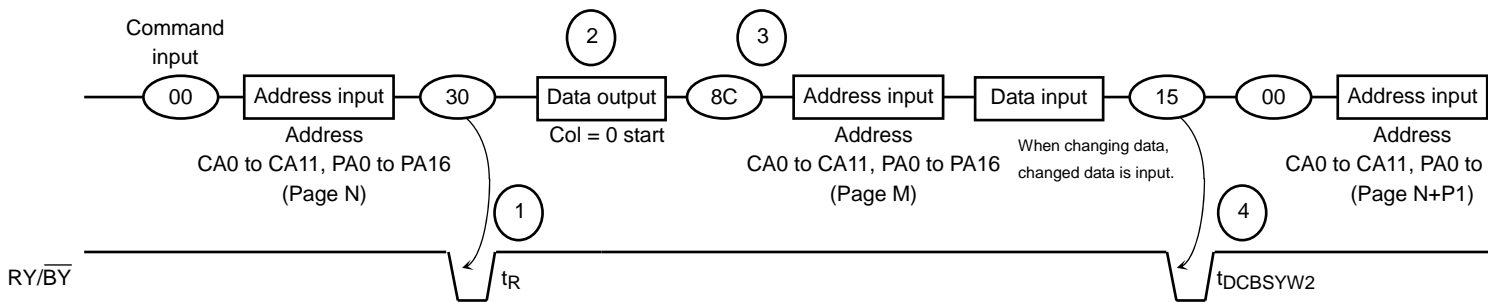 Command
input
2
3
00
Address input
30
Data output
8C
Address input
Data input
15
00
Address input
Address
CA0 to CA11, PA0 to PA16
(Page N)
Col = 0 start
Address
CA0 to CA11, PA0 to PA16
(Page M)
When changing data,
changed data is input.
Address
CA0 to CA11, PA0 to
(Page N+P1)
1
4
RY/BY
tR
tDCBSYW2